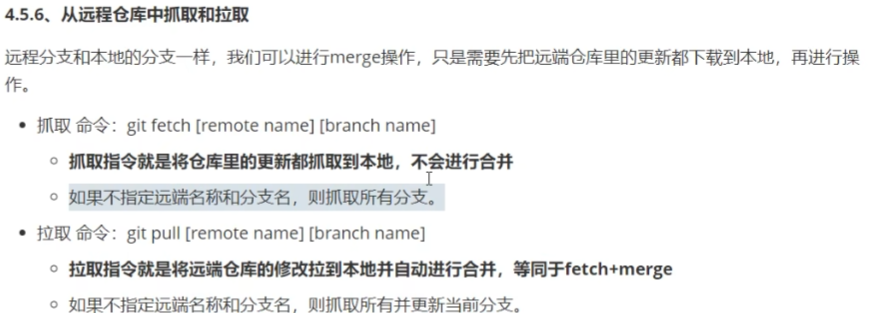 4.5.6、从远程仓库中抓取和拉取
远程分支和本地的分支一样，我们可以进行merge操作，只是需要先把远端仓库里的更新都下载到本地，再进行操
作。
抓取 命令：git fetch [remote name] [branch name]
抓取指令就是将仓库里的更新都抓取到本地，不会进行合并
如果不指定远端名称和分支名，则抓取所有分支。
拉取 命令：git pull [remote name] [branch name]
拉取指令就是将远端仓库的修改拉到本地并自动进行合并，等同于fetch+merge
如果不指定远端名称和分支名，则抓取所有并更新当前分支。